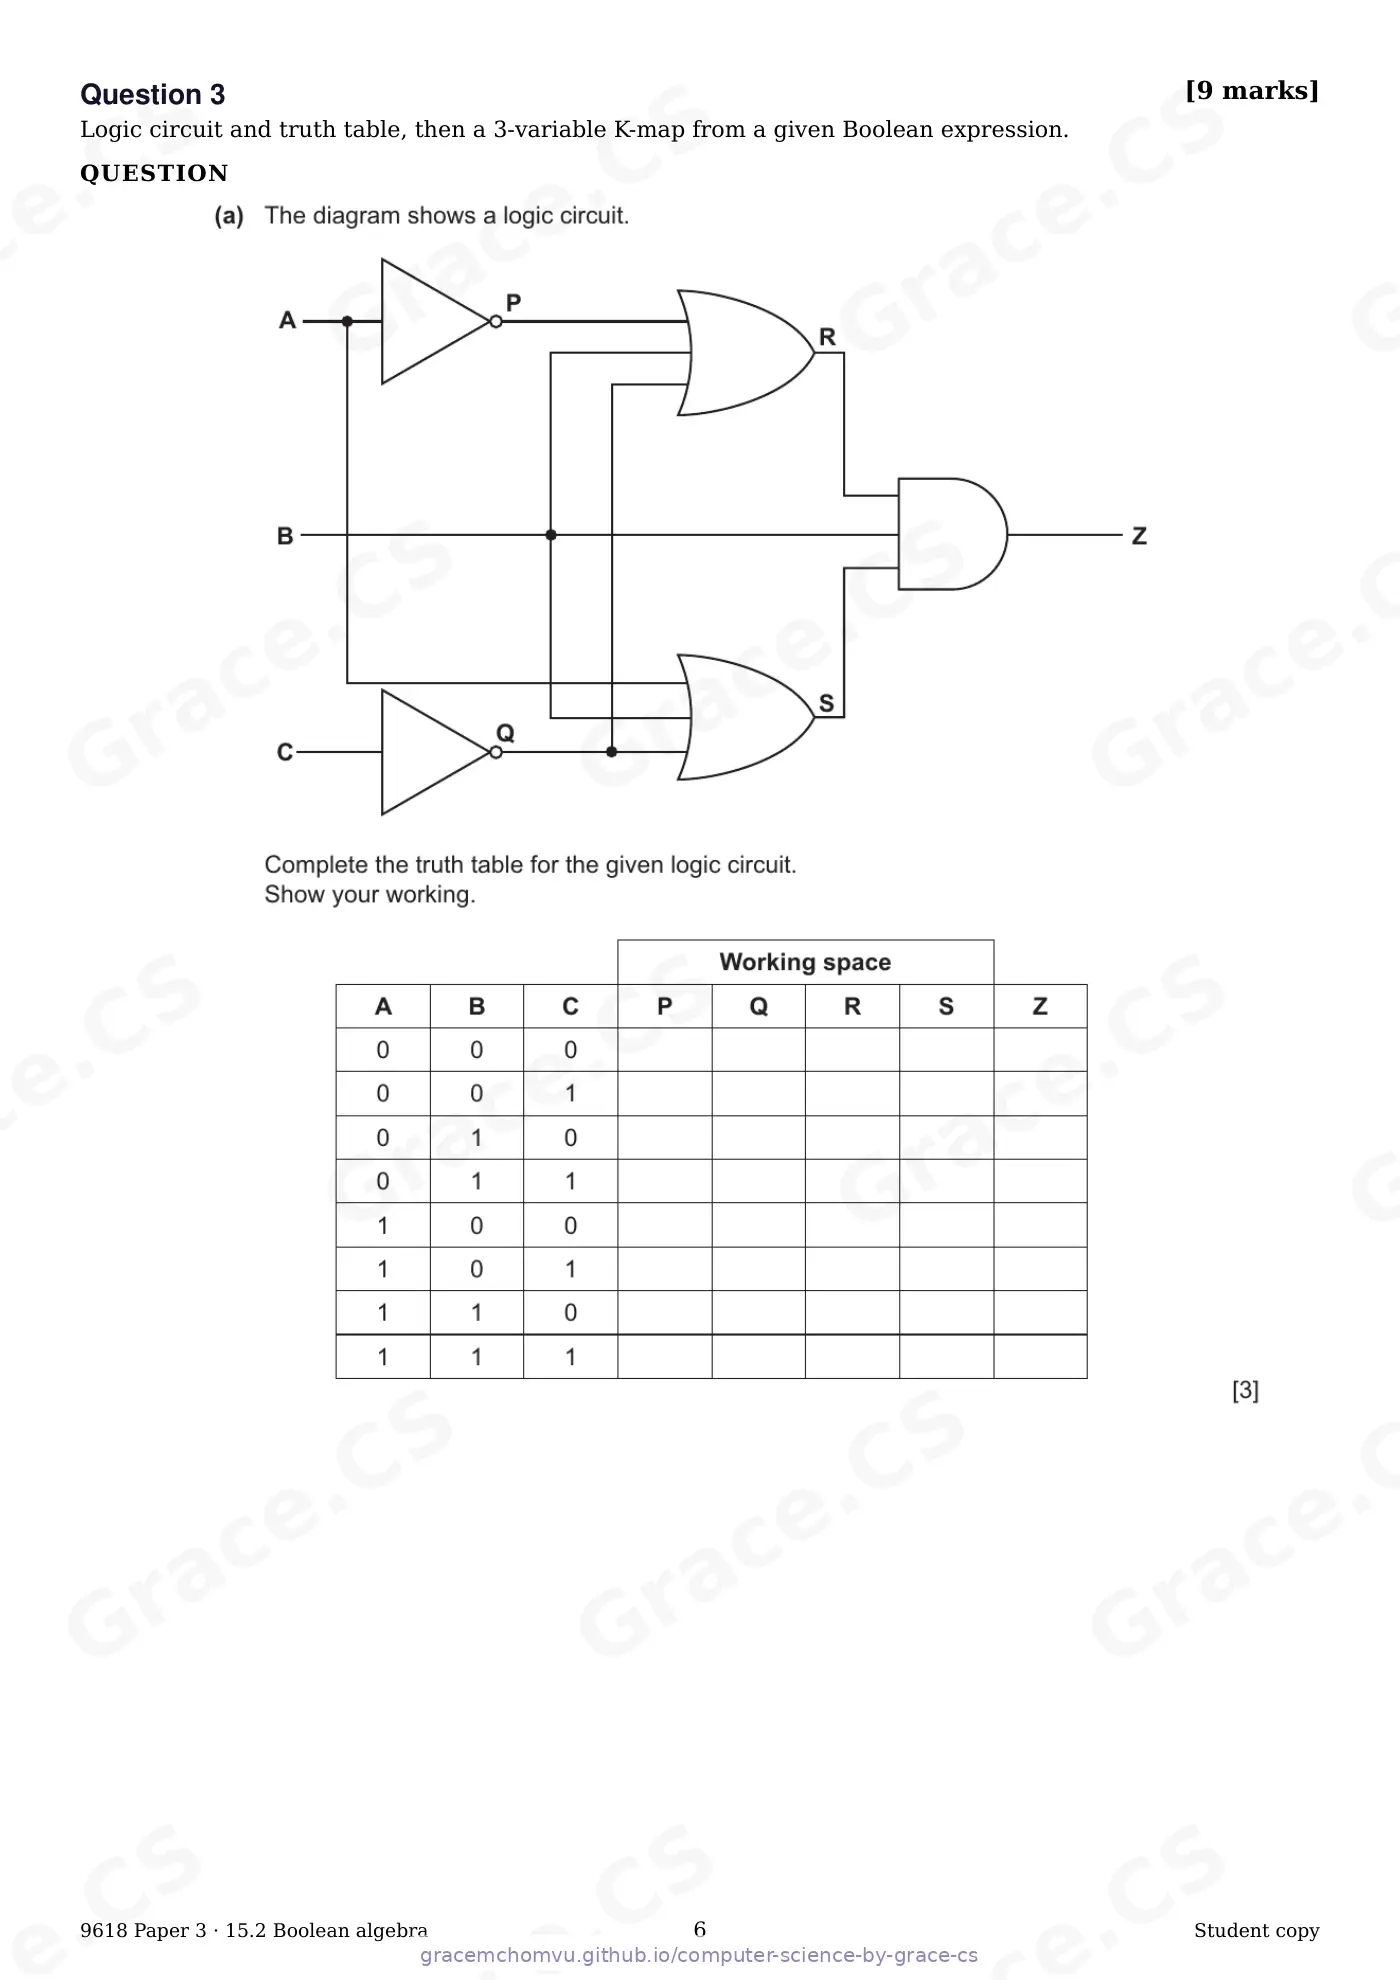 Question 3
[9 marks]
Logic circuit and truth table, then a 3-variable K-map from a given Boolean expression.
QUESTION
(a) The diagram shows a logic circuit.
P
A
R
B
Z
S
Q
C
Complete the truth table for the given logic circuit.
Show your working.
Working space
A B C P Q R S Z
0 0 0
0 0 1
0 1 0
0 1 1
1 0 0
1 0 1
1 1 0
1 1 1
[3]
9618 Paper 3 · 15.2 Boolean algebra
6
Student copy
gracemchomvu.github.io/computer-science-by-grace-cs
Grace.CS